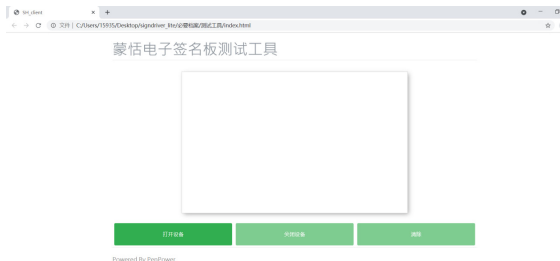 SH_client
文件 | C:/Users/15935/Desktop/signdriver_lite/必要档案/测试工具/index.html
蒙恬电子签名板测试工具
打开设备
关闭设备
清除
Powered By PenPower